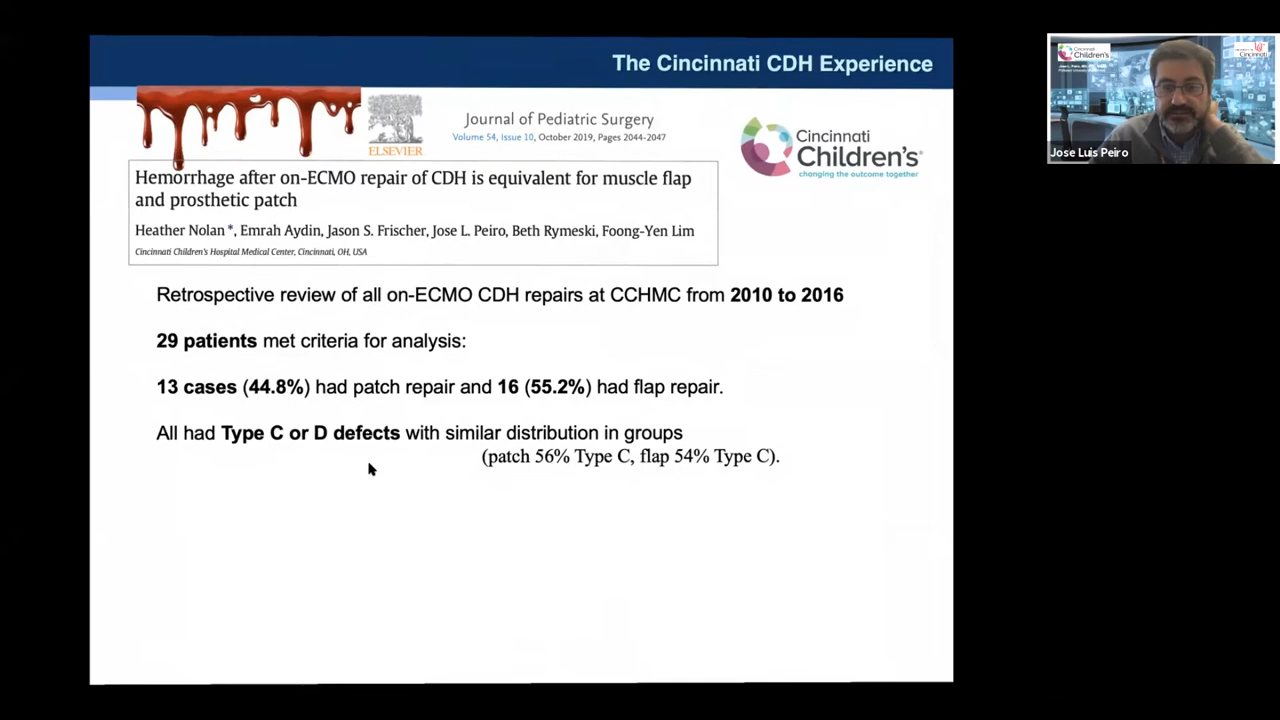 The Cincinnati CDH Experience
ELSEVIER
Journal of Pediatric Surgery
Volume 54, Issue 10, October 2019, Pages 2044-2047
Cincinnati
Children's
changing the outcome together
Hemorrhage after on-ECMO repair of CDH is equivalent for muscle flap
and prosthetic patch
Heather Nolan *, Emrah Aydin, Jason S. Frischer, Jose L. Peiro, Beth Rymeski, Foong-Yen Lim
Cincinnati Children's Hospital Medical Center, Cincinnati, OH, USA
Retrospective review of all on-ECMO CDH repairs at CCHMC from 2010 to 2016
29 patients met criteria for analysis:
13 cases (44.8%) had patch repair and 16 (55.2%) had flap repair.
All had Type C or D defects with similar distribution in groups
(patch 56% Type C, flap 54% Type C).
Cincinnati
Children's
Cincinnati
Jose Luis Peiro